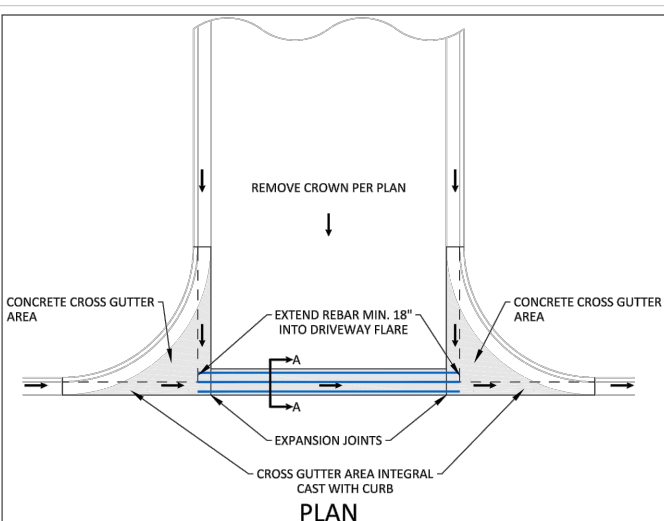 REMOVE CROWN PER PLAN
CONCRETE CROSS GUTTER
AREA
EXTEND REBAR MIN. 18"
INTO DRIVEWAY FLARE
CONCRETE CROSS GUTTER
AREA
A
A
EXPANSION JOINTS
CROSS GUTTER AREA INTEGRAL
CAST WITH CURB
PLAN